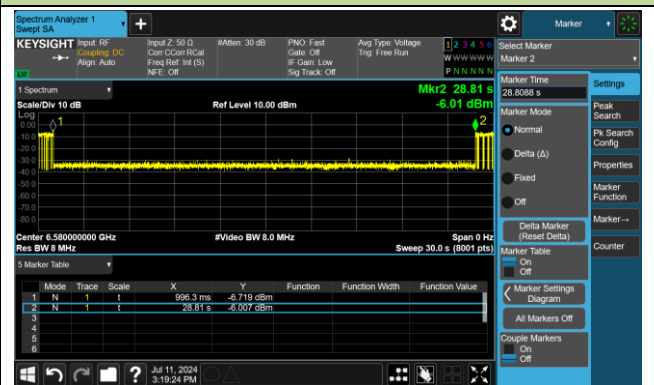 Spectrum Analyzer 1
Swept SA
+
Marker
KEYSIGHT
Input: RF
Coupling: DC
Align: Auto
Input Z: 50 Ω
Corr CCorr RCal
Freq Ref: Int (S)
NFE: Off
#Atten: 30 dB
PNO: Fast
Gate: Off
IF Gain: Low
Sig Track: Off
Avg Type: Voltage
Trig: Free Run
1 2 3 4 5 6
W W W W W W
P N N N N N
LXI
Select Marker
Marker 2
1 Spectrum
Scale/Div 10 dB
Ref Level 10.00 dBm
Mkr2 28.81 s
-6.01 dBm
Log
0.00
-10.0
-20.0
-30.0
-40.0
-50.0
-60.0
-70.0
-80.0
1
2
Center 6.580000000 GHz
Res BW 8 MHz
#Video BW 8.0 MHz
Span 0 Hz
Sweep 30.0 s (8001 pts)
5 Marker Table
Mode Trace Scale X Y Function Function Width Function Value
1 N 1 t 996.3 ms -6.719 dBm
2 N 1 t 28.81 s -6.007 dBm
3
4
5
6
Marker Time
28.8088 s
Marker Mode
Normal
Delta (Δ)
Fixed
Off
Delta Marker
(Reset Delta)
Marker Table
On
Off
Marker Settings
Diagram
All Markers Off
Couple Markers
On
Off
Settings
Peak
Search
Pk Search
Config
Properties
Marker
Function
Marker→
Counter
?
Jul 11, 2024
3:19:24 PM